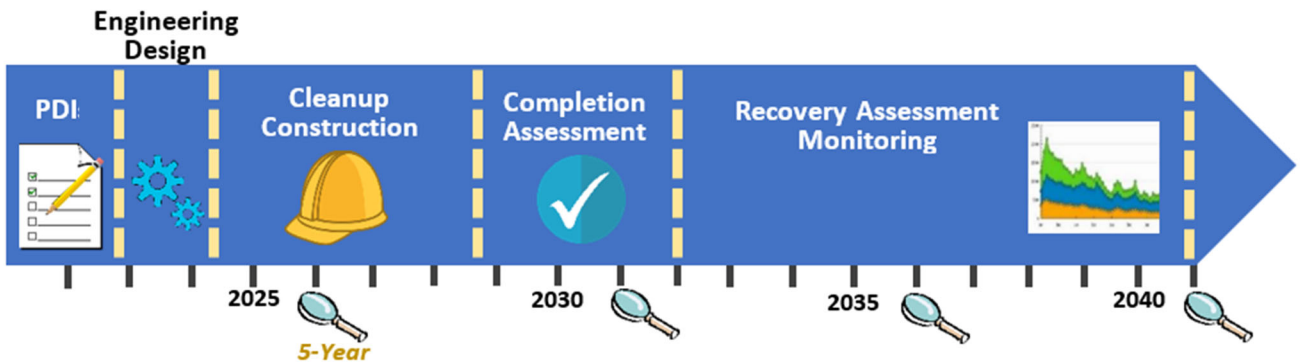 Engineering
Design
PDI
Cleanup
Construction
Completion
Assessment
Recovery Assessment
Monitoring
2025
2030
2035
2040
5-Year